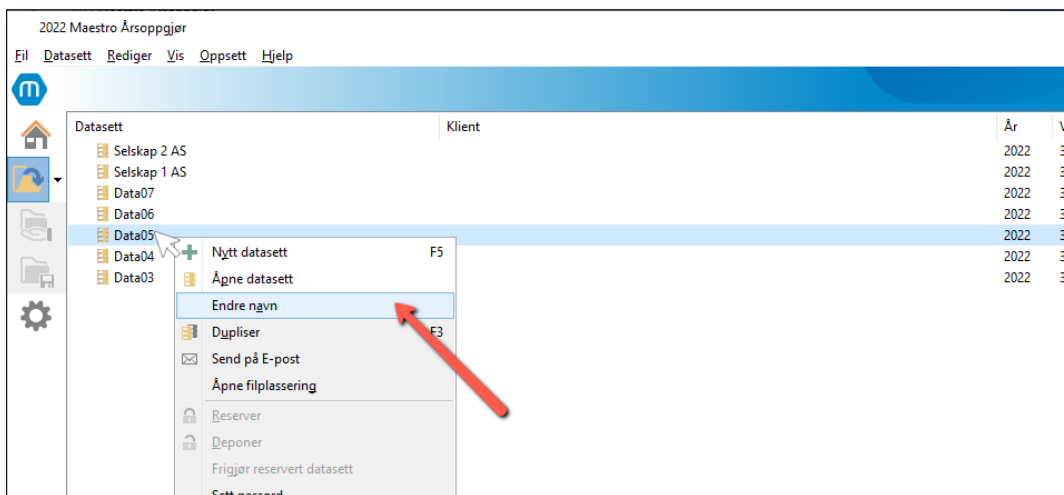 2022 Maestro Årsoppgjør
Fil Datasett Rediger Vis Oppsett Hjelp
m
Datasett Klient År
Selskap 2 AS 2022
Selskap 1 AS 2022
Data07 2022
Data06 2022
Data05 2022
Data04 2022
Data03 2022
Nytt datasett F5
Åpne datasett
Endre navn
Dupliser F3
Send på E-post
Åpne filplassering
Reserver
Deponer
Frigjør reservert datasett
Sett passord